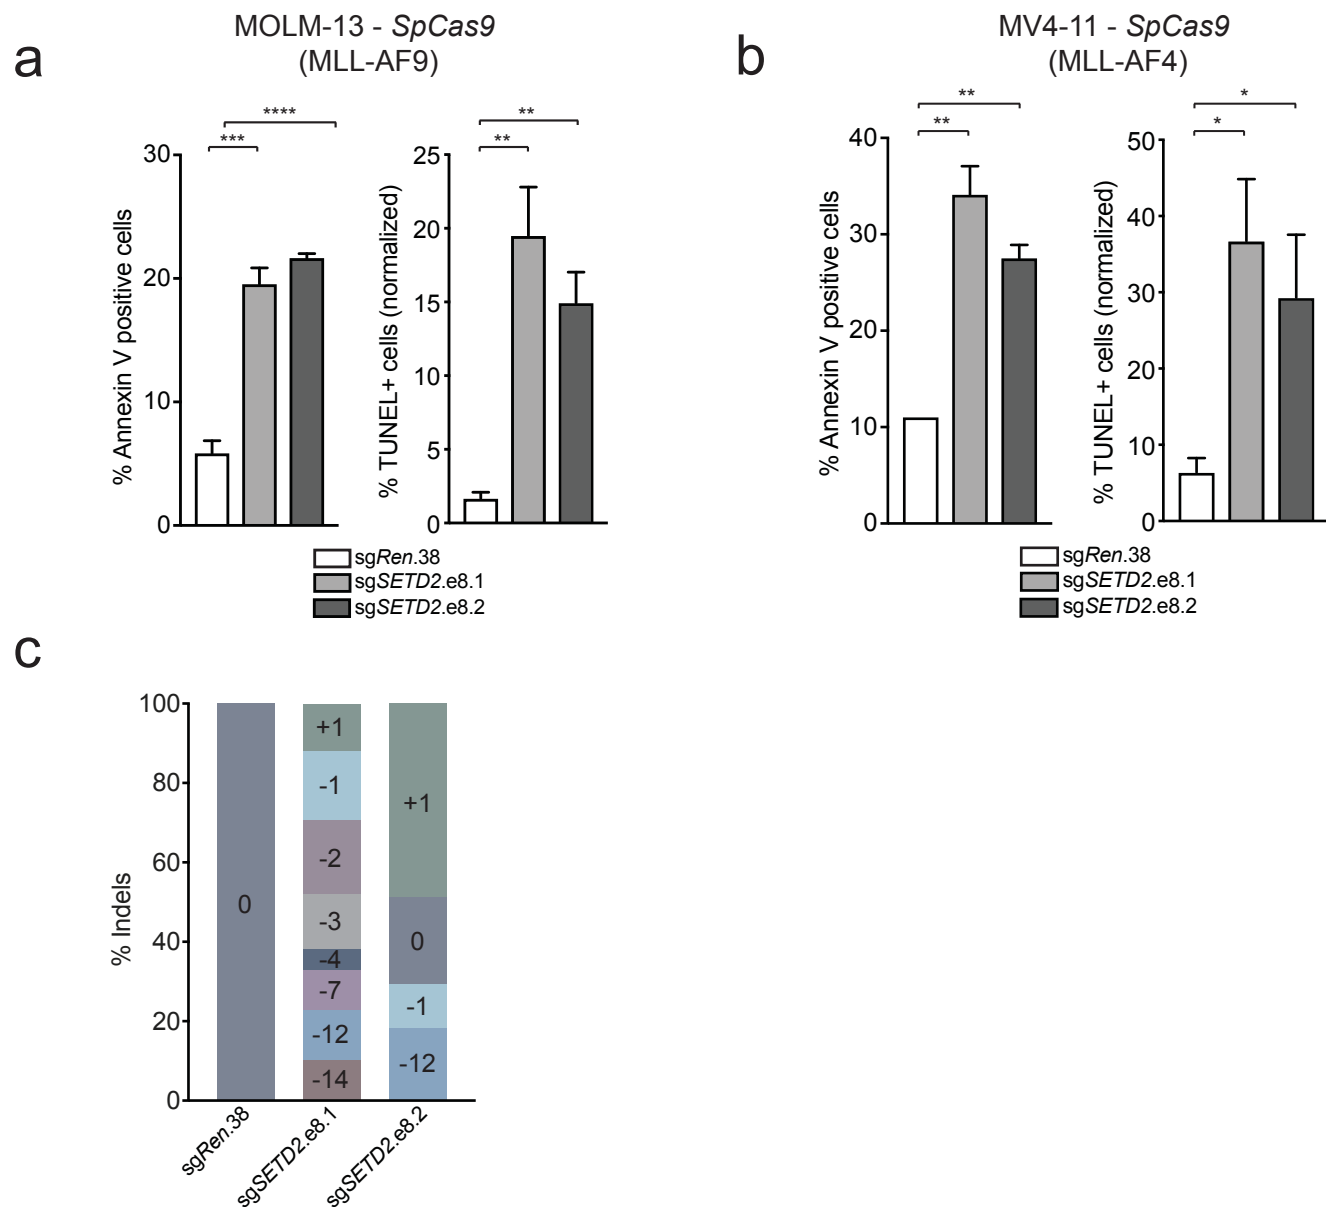 a
MOLM-13 - SpCas9
(MLL-AF9)
****
***
% Annexin V positive cells
30
20
10
0
**
**
% TUNEL+ cells (normalized)
25
20
15
10
5
0
sgRen.38
sgSETD2.e8.1
sgSETD2.e8.2
b
MV4-11 - SpCas9
(MLL-AF4)
**
**
% Annexin V positive cells
40
30
20
10
0
*
*
% TUNEL+ cells (normalized)
50
40
30
20
10
0
sgRen.38
sgSETD2.e8.1
sgSETD2.e8.2
c
% Indels
100
80
60
40
20
0
0
+1
-1
-2
-3
-4
-7
-12
-14
+1
0
-1
-12
sgRen.38
sgSETD2.e8.1
sgSETD2.e8.2